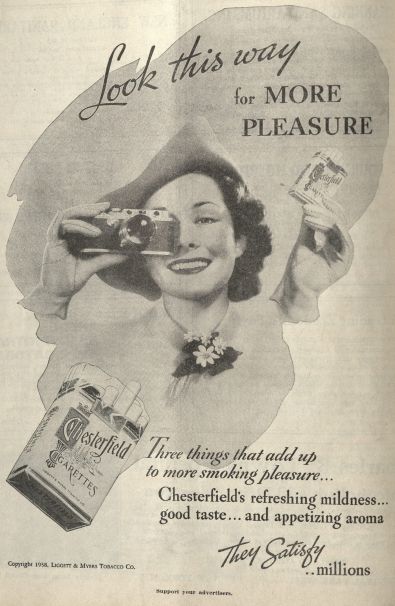 Look this way
for MORE
PLEASURE
Chesterfield
Chesterfield
CIGARETTES
Three things that add up
to more smoking pleasure...
Chesterfield's refreshing mildness...
good taste...and appetizing aroma
They Satisfy
..millions
Copyright 1938, LIGGETT & MYERS TOBACCO CO.
Support your advertisers.